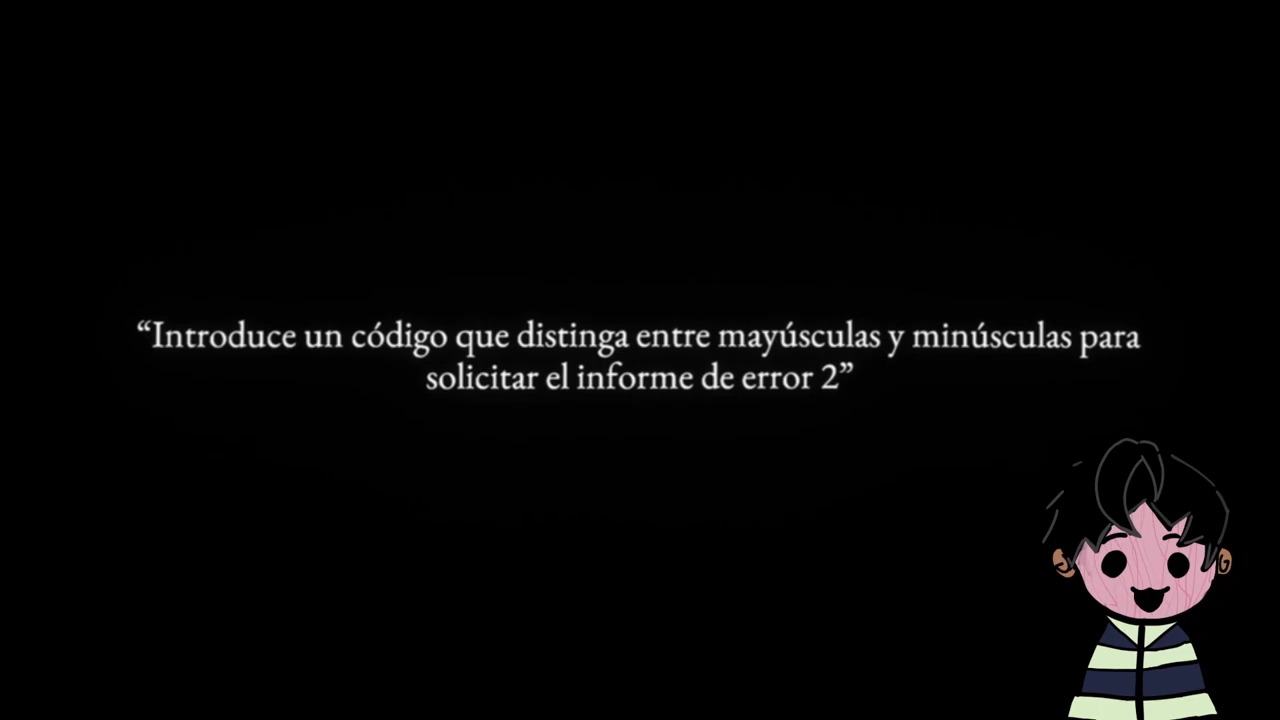 “Introduce un código que distinga entre mayúsculas y minúsculas para
solicitar el informe de error 2”